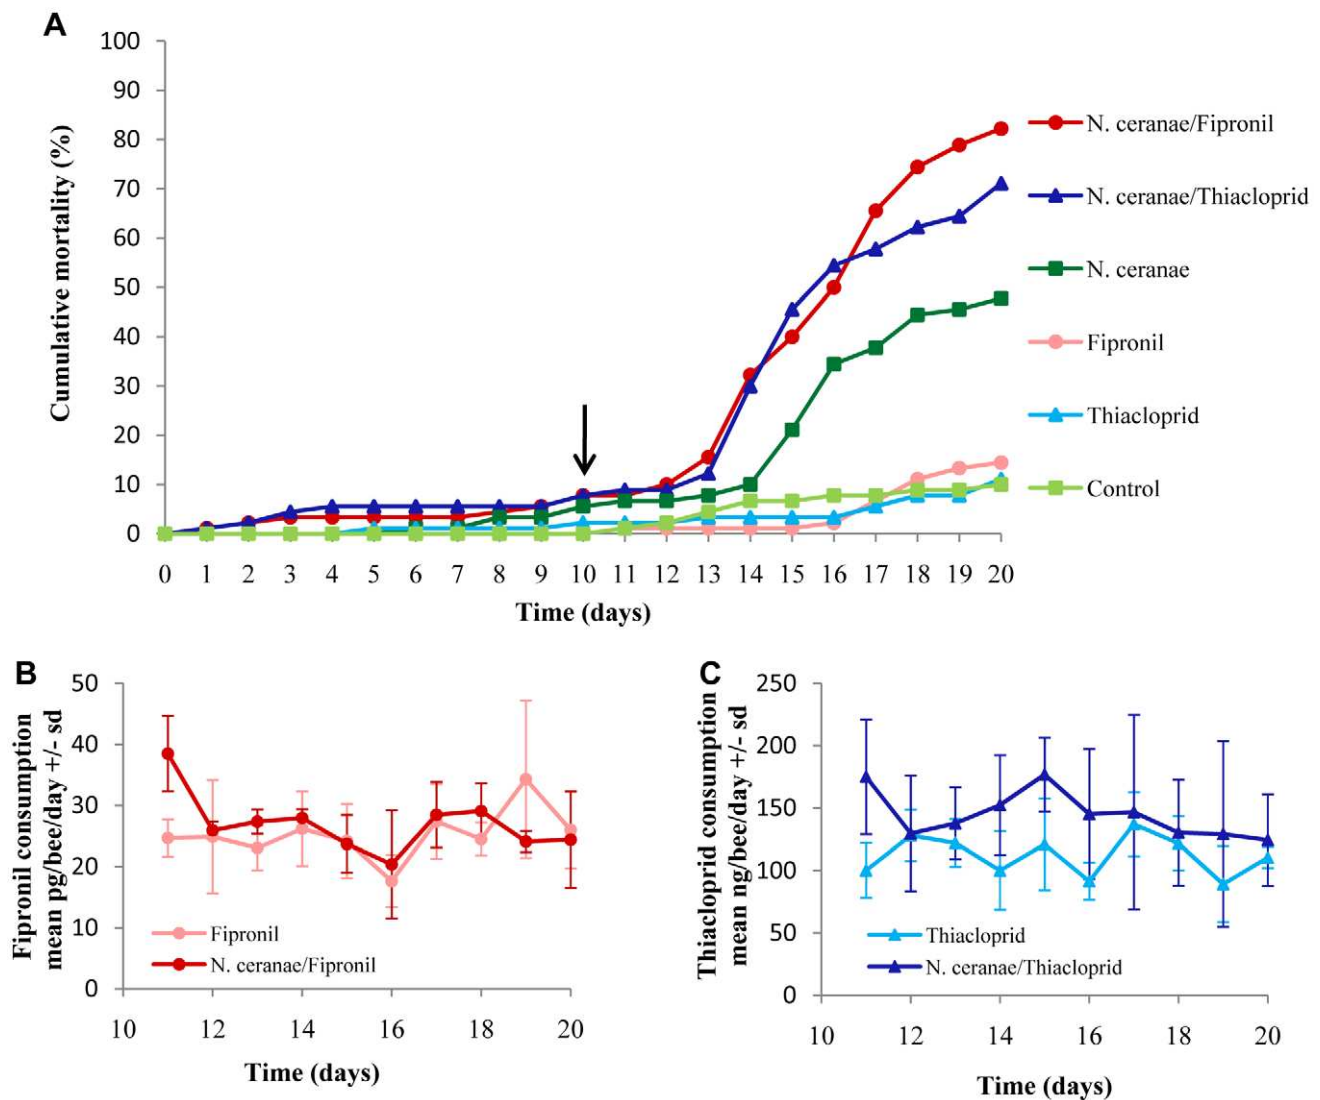 A
100
90
80
70
60
50
40
30
20
10
0
Cumulative mortality (%)
0 1 2 3 4 5 6 7 8 9 10 11 12 13 14 15 16 17 18 19 20
Time (days)
N. ceranae/Fipronil
N. ceranae/Thiacloprid
N. ceranae
Fipronil
Thiacloprid
Control
B
50
40
30
20
10
0
Fipronil consumption
mean pg/bee/day +/- sd
Fipronil
N. ceranae/Fipronil
10 12 14 16 18 20
Time (days)
C
250
200
150
100
50
0
Thiacloprid consumption
mean ng/bee/day +/- sd
Thiacloprid
N. ceranae/Thiacloprid
10 12 14 16 18 20
Time (days)